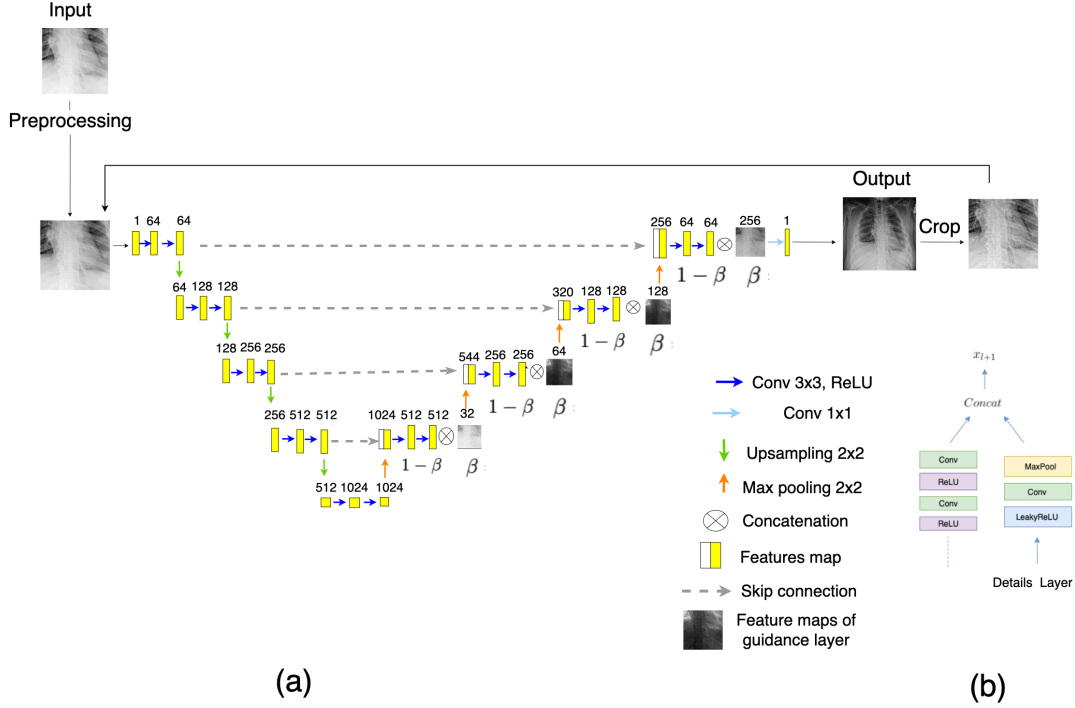 Input
Preprocessing
Output
Crop
1 64 64
256 64 64 256 1
1 − β β :
64 128 128
320 128 128 128
1 − β β :
128 256 256
544 256 256 64
1 − β β :
256 512 512
1024 512 512 32
1 − β β :
512 1024 1024
Conv 3x3, ReLU
Conv 1x1
Upsampling 2x2
Max pooling 2x2
Concatenation
Features map
Skip connection
Feature maps of
guidance layer
(a)
x_{l+1}
Concat
Conv
ReLU
Conv
ReLU
MaxPool
Conv
LeakyReLU
Details Layer
(b)